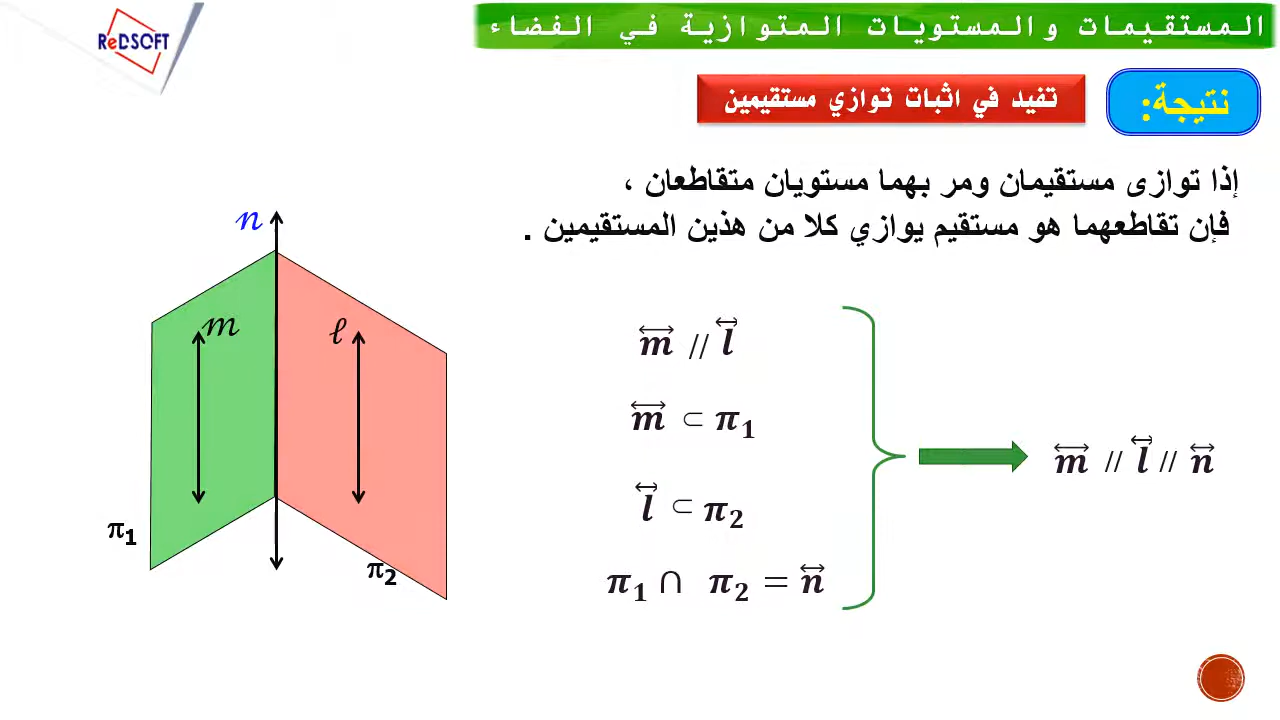 ReDSOFT
المستقيمات والمستويات المتوازية في الفضاء
نتيجة:
تفيد في اثبات توازي مستقيمين
إذا توازى مستقيمان ومر بهما مستويان متقاطعان ،
فإن تقاطعهما هو مستقيم يوازي كلا من هذين المستقيمين .
n
m
ℓ
π1
π2
m⃡ // l⃡
m⃡ ⊂ π₁
l⃡ ⊂ π₂
π₁ ∩ π₂ = n⃡
m⃡ // l⃡ // n⃡